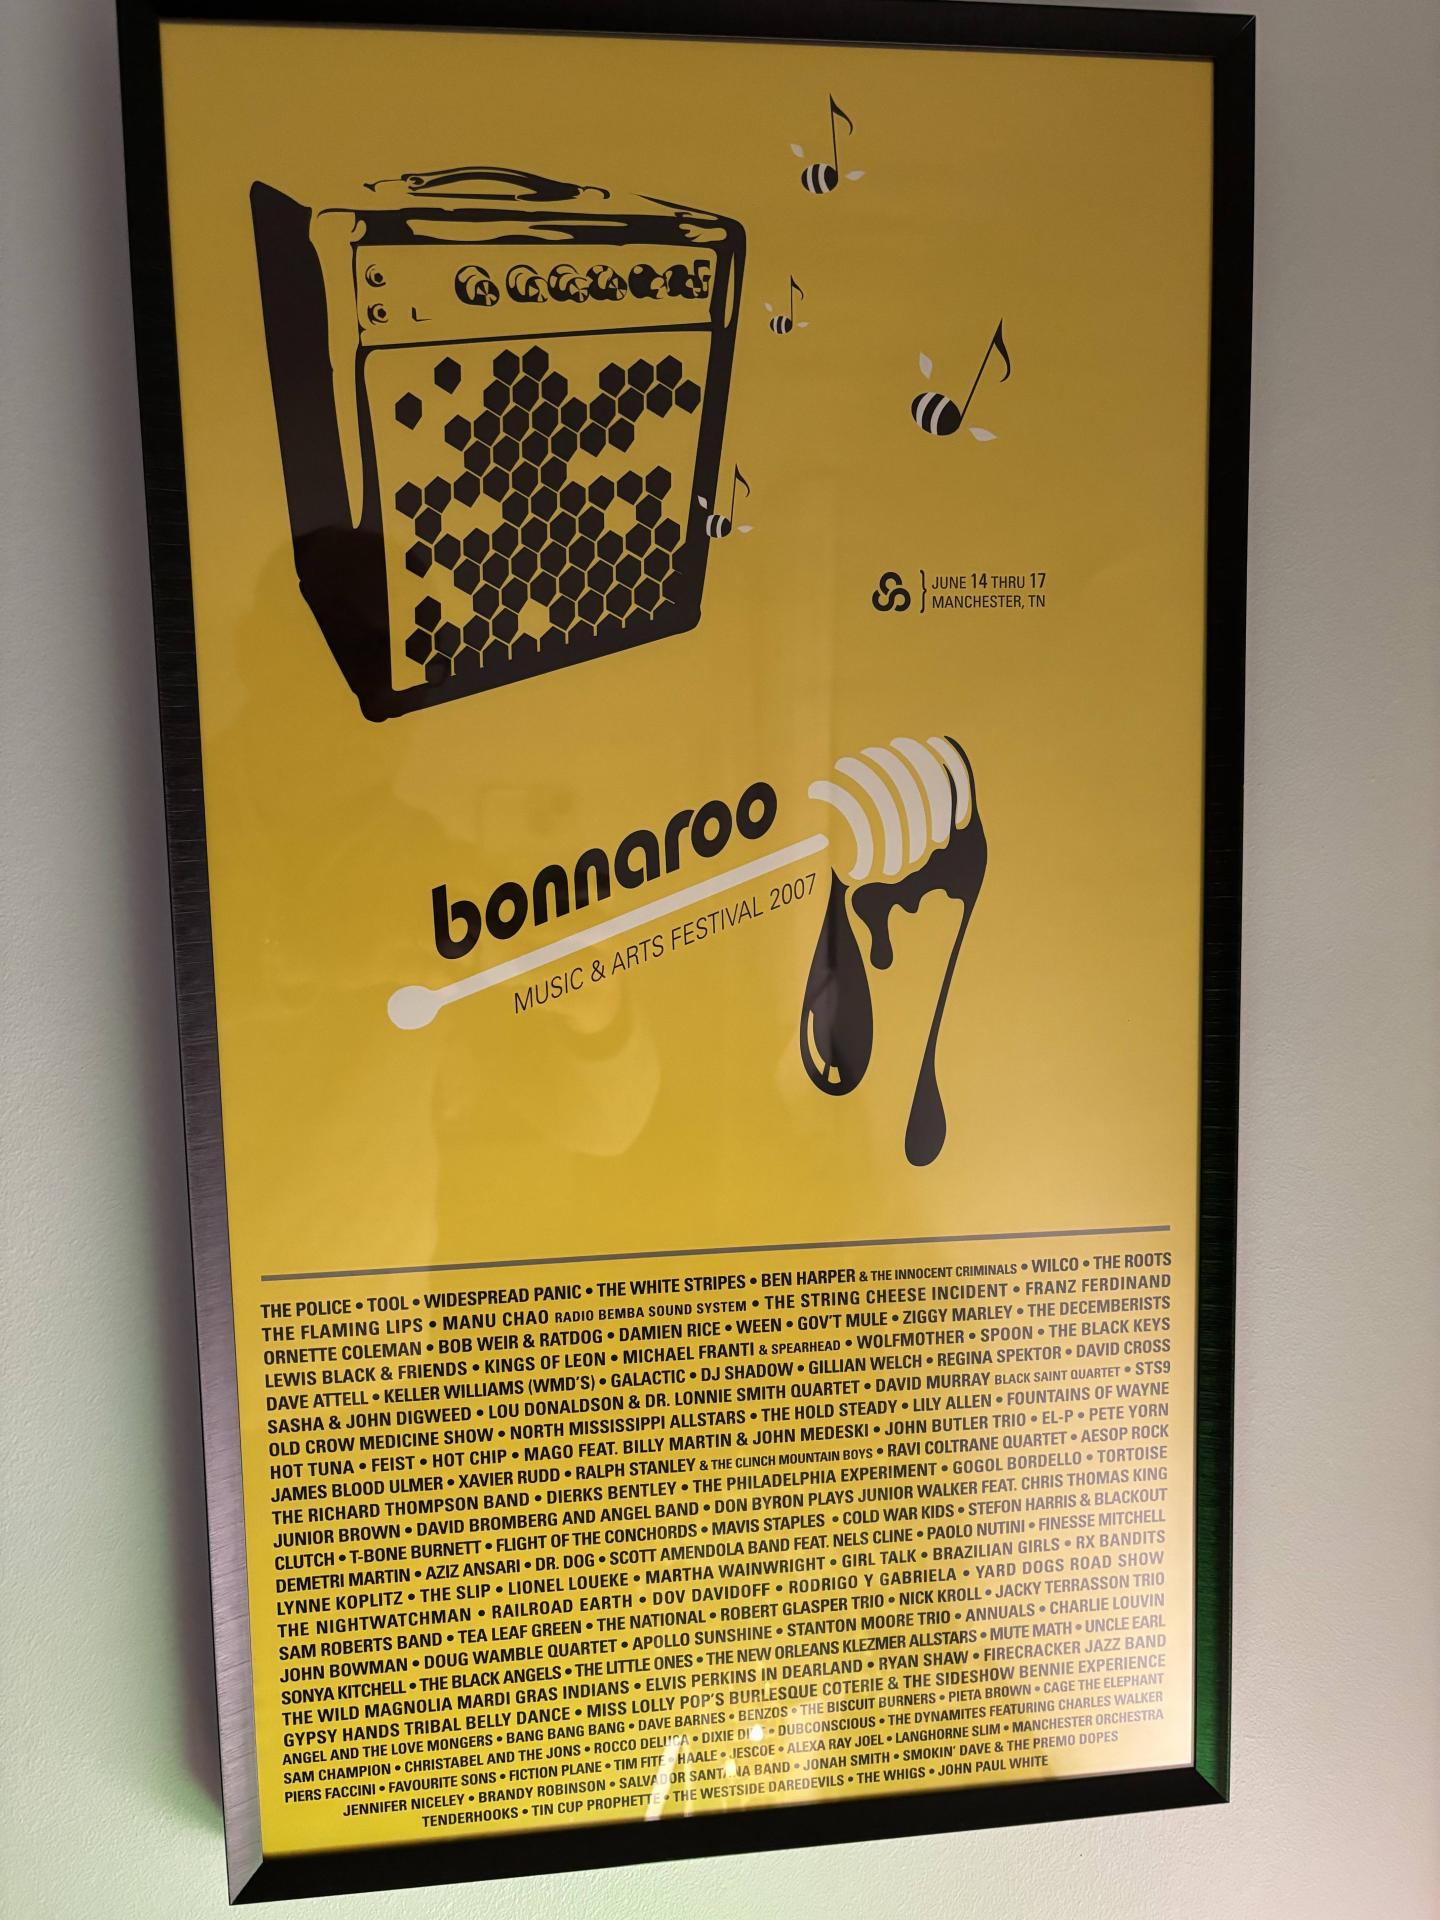 JUNE 14 THRU 17
MANCHESTER, TN
bonnaroo
MUSIC & ARTS FESTIVAL 2007
THE POLICE • TOOL • WIDESPREAD PANIC • THE WHITE STRIPES • BEN HARPER & THE INNOCENT CRIMINALS • WILCO • THE ROOTS
THE FLAMING LIPS • MANU CHAO RADIO BEMBA SOUND SYSTEM • THE STRING CHEESE INCIDENT • FRANZ FERDINAND
ORNETTE COLEMAN • BOB WEIR & RATDOG • DAMIEN RICE • WEEN • GOV'T MULE • ZIGGY MARLEY • THE DECEMBERISTS
LEWIS BLACK & FRIENDS • KINGS OF LEON • MICHAEL FRANTI & SPEARHEAD • WOLFMOTHER • SPOON • THE BLACK KEYS
DAVE ATTELL • KELLER WILLIAMS (WMD'S) • GALACTIC • DJ SHADOW • GILLIAN WELCH • REGINA SPEKTOR • DAVID CROSS
SASHA & JOHN DIGWEED • LOU DONALDSON & DR. LONNIE SMITH QUARTET • DAVID MURRAY BLACK SAINT QUARTET • STS9
OLD CROW MEDICINE SHOW • NORTH MISSISSIPPI ALLSTARS • THE HOLD STEADY • LILY ALLEN • FOUNTAINS OF WAYNE
HOT TUNA • FEIST • HOT CHIP • MAGO FEAT. BILLY MARTIN & JOHN MEDESKI • JOHN BUTLER TRIO • EL-P • PETE YORN
JAMES BLOOD ULMER • XAVIER RUDD • RALPH STANLEY & THE CLINCH MOUNTAIN BOYS • RAVI COLTRANE QUARTET • AESOP ROCK
THE RICHARD THOMPSON BAND • DIERKS BENTLEY • THE PHILADELPHIA EXPERIMENT • GOGOL BORDELLO • TORTOISE
JUNIOR BROWN • DAVID BROMBERG AND ANGEL BAND • DON BYRON PLAYS JUNIOR WALKER FEAT. CHRIS THOMAS KING
CLUTCH • T-BONE BURNETT • FLIGHT OF THE CONCHORDS • MAVIS STAPLES • COLD WAR KIDS • STEFON HARRIS & BLACKOUT
DEMETRI MARTIN • AZIZ ANSARI • DR. DOG • SCOTT AMENDOLA BAND FEAT. NELS CLINE • PAOLO NUTINI • FINESSE MITCHELL
LYNNE KOPLITZ • THE SLIP • LIONEL LOUEKE • MARTHA WAINWRIGHT • GIRL TALK • BRAZILIAN GIRLS • RX BANDITS
THE NIGHTWATCHMAN • RAILROAD EARTH • DOV DAVIDOFF • RODRIGO Y GABRIELA • YARD DOGS ROAD SHOW
SAM ROBERTS BAND • TEA LEAF GREEN • THE NATIONAL • ROBERT GLASPER TRIO • NICK KROLL • JACKY TERRASSON TRIO
JOHN BOWMAN • DOUG WAMBLE QUARTET • APOLLO SUNSHINE • STANTON MOORE TRIO • ANNUALS • CHARLIE LOUVIN
SONYA KITCHELL • THE BLACK ANGELS • THE LITTLE ONES • THE NEW ORLEANS KLEZMER ALLSTARS • MUTE MATH • UNCLE EARL
THE WILD MAGNOLIA MARDI GRAS INDIANS • ELVIS PERKINS IN DEARLAND • RYAN SHAW • FIRECRACKER JAZZ BAND
GYPSY HANDS TRIBAL BELLY DANCE • MISS LOLLY POP'S BURLESQUE COTERIE & THE SIDESHOW BENNIE EXPERIENCE
ANGEL AND THE LOVE MONGERS • BANG BANG BANG • DAVE BARNES • BENZOS • THE BISCUIT BURNERS • PIETA BROWN • CAGE THE ELEPHANT
SAM CHAMPION • CHRISTABEL AND THE JONS • ROCCO DELUCA • DIXIE • DUBCONSCIOUS • THE DYNAMITES FEATURING CHARLES WALKER
PIERS FACCINI • FAVOURITE SONS • FICTION PLANE • TIM FITE • HAALE • JESCOE • ALEXA RAY JOEL • LANGHORNE SLIM • MANCHESTER ORCHESTRA
JENNIFER NICELEY • BRANDY ROBINSON • SALVADOR SANTANA BAND • JONAH SMITH • SMOKIN' DAVE & THE PREMO DOPES
TENDERHOOKS • TIN CUP PROPHETTE • THE WESTSIDE DAREDEVILS • THE WHIGS • JOHN PAUL WHITE